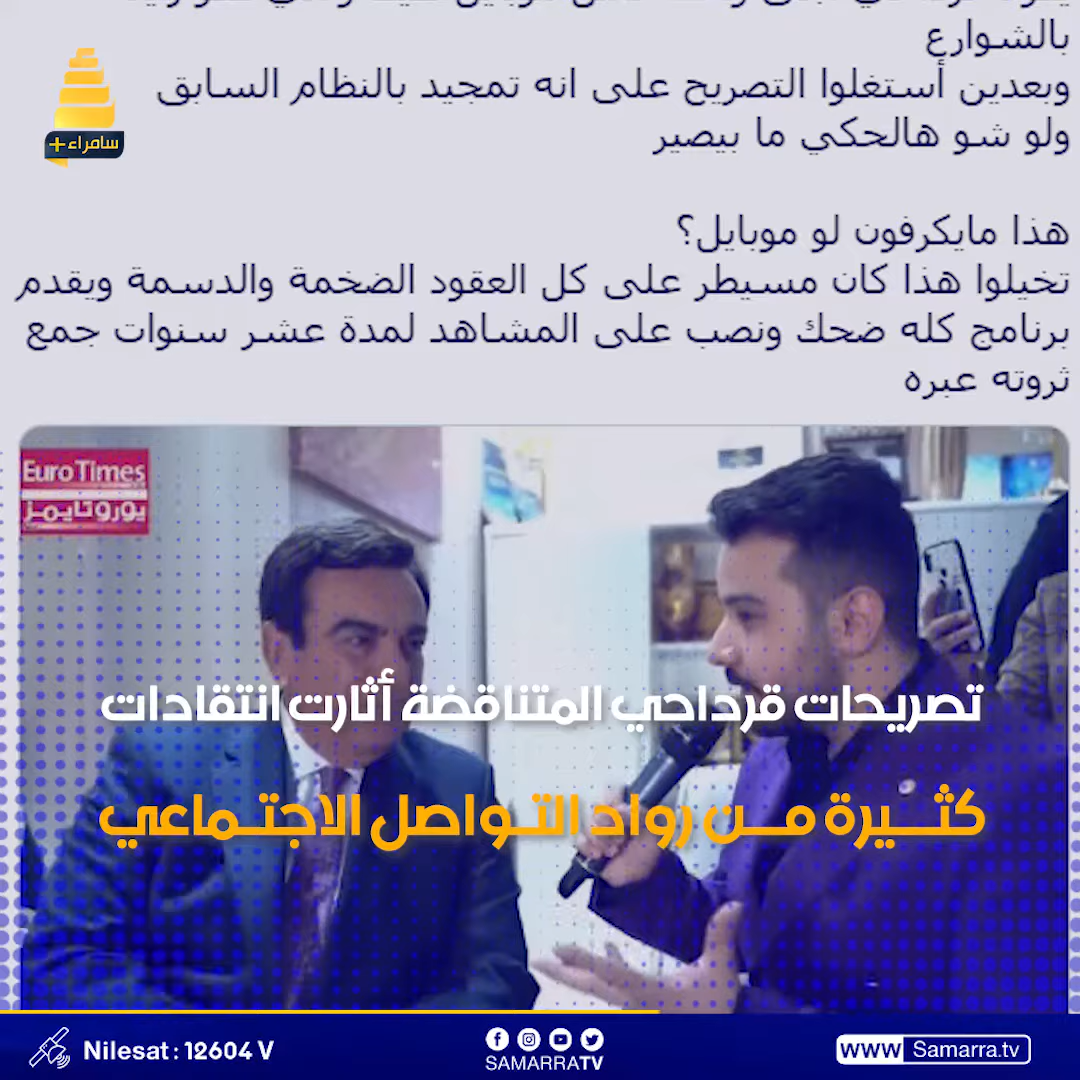 بالشوارع
وبعدين أستغلوا التصريح على انه تمجيد بالنظام السابق
ولو شو هالحكي ما بيصير
هذا مايكرفون لو موبايل؟
تخيلوا هذا كان مسيطر على كل العقود الضخمة والدسمة ويقدم
برنامج كله ضحك ونصب على المشاهد لمدة عشر سنوات جمع
ثروته عبره
سامراء+
EuroTimes
يوروتايمز
تصريحات قرداحي المتناقضة أثارت انتقادات
كثيرة من رواد التواصل الاجتماعي
Nilesat : 12604 V
SAMARRATV
www Samarra.tv